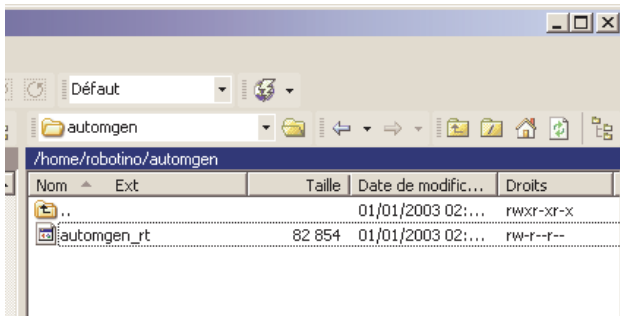 Défaut
automgen
/home/robotino/automgen
Nom Ext Taille Date de modific... Droits
.. 01/01/2003 02:... rwxr-xr-x
automgen_rt 82 854 01/01/2003 02:... rw-r--r--